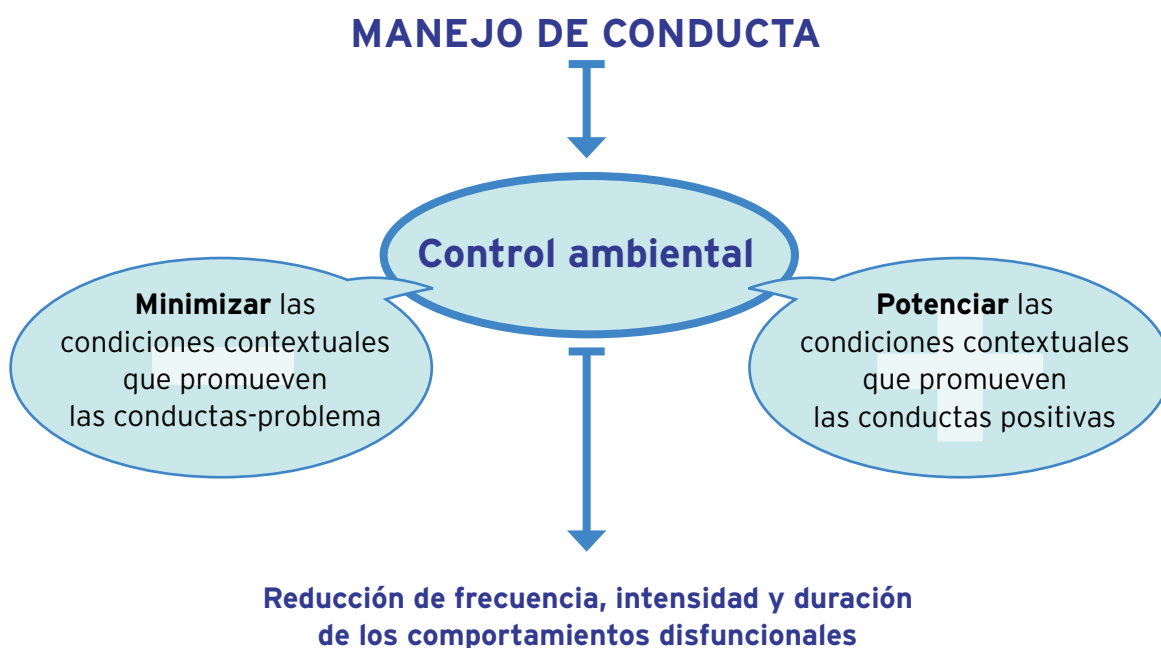 MANEJO DE CONDUCTA
Control ambiental
Minimizar las
condiciones contextuales
que promueven
las conductas-problema
Potenciar las
condiciones contextuales
que promueven
las conductas positivas
Reducción de frecuencia, intensidad y duración
de los comportamientos disfuncionales